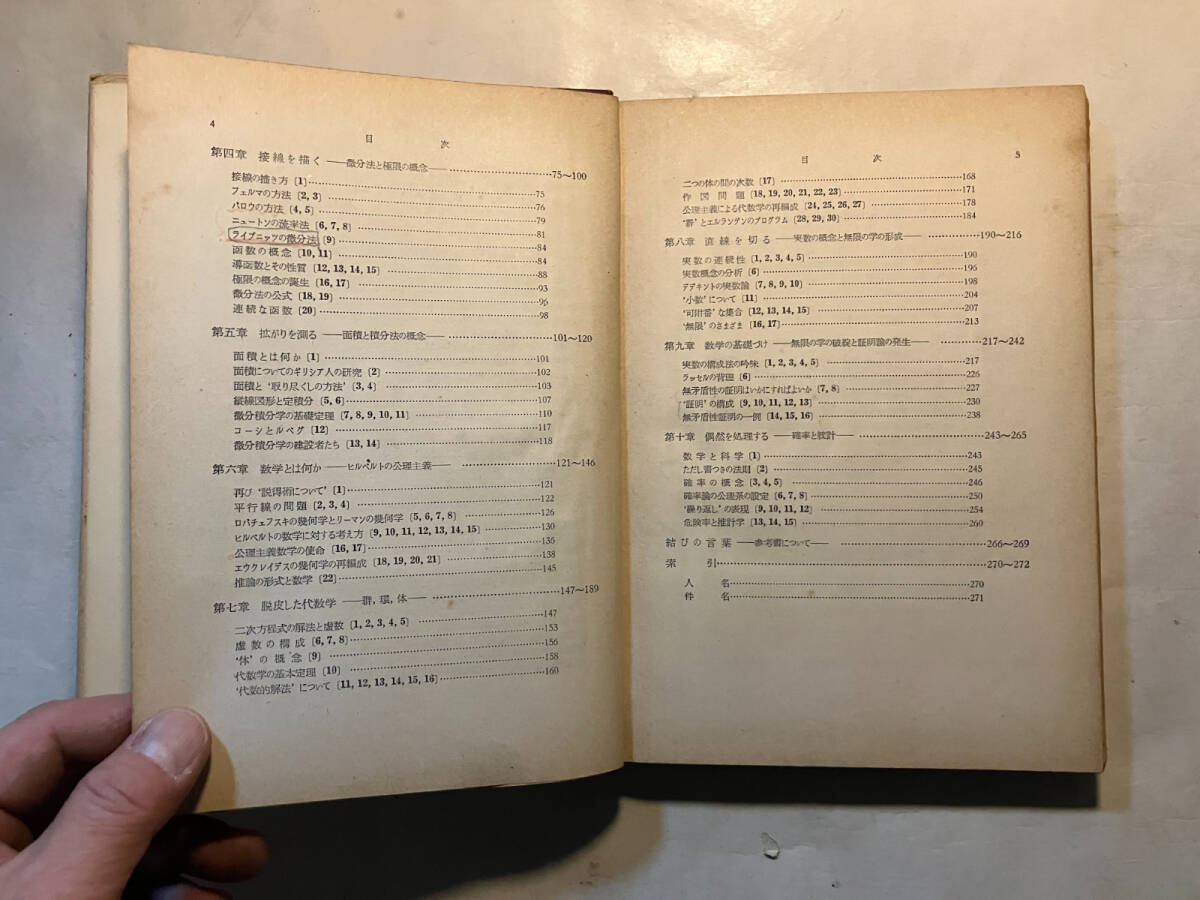 4
目 次
第四章 接線を描く ――微分法と極限の概念―― ……75~100
接線の描き方 [1]……75
フェルマの方法 [2, 3]……76
バロウの方法 [4, 5]……79
ニュートンの流率法 [6, 7, 8]……81
ライプニッツの微分法 [9]……84
函数の概念 [10, 11]……84
導函数とその性質 [12, 13, 14, 15]……88
極限の概念の誕生 [16, 17]……93
微分法の公式 [18, 19]……96
連続な函数 [20]……98
第五章 拡がりを測る ――面積と積分法の概念―― ……101~120
面積とは何か [1]……101
面積についてのギリシア人の研究 [2]……102
面積と ‘取り尽くしの方法’ [3, 4]……103
縦線図形と定積分 [5, 6]……107
微分積分学の基礎定理 [7, 8, 9, 10, 11]……110
コーシとルベグ [12]……117
微分積分学の建設者たち [13, 14]……118
第六章 数学とは何か ――ヒルベルトの公理主義―― ……121~146
再び ‘説得術について’ [1]……121
平行線の問題 [2, 3, 4]……122
ロバチェフスキの幾何学とリーマンの幾何学 [5, 6, 7, 8]……126
ヒルベルトの数学に対する考え方 [9, 10, 11, 12, 13, 14, 15]……130
公理主義数学の使命 [16, 17]……136
エウクレイデスの幾何学の再編成 [18, 19, 20, 21]……138
推論の形式と数学 [22]……145
第七章 脱皮した代数学 ――群, 環, 体―― ……147~189
二次方程式の解法と虚数 [1, 2, 3, 4, 5]……147
虚数の構成 [6, 7, 8]……153
‘体’ の概念 [9]……156
代数学の基本定理 [10]……158
‘代数的解法’ について [11, 12, 13, 14, 15, 16]……160
目 次 5
二つの体の間の次数 [17]……168
作図問題 [18, 19, 20, 21, 22, 23]……171
公理主義による代数学の再編成 [24, 25, 26, 27]……178
‘群’ とエルランゲンのプログラム [28, 29, 30]……184
第八章 直線を切る ――実数の概念と無限の学の形成―― ……190~216
実数の連続性 [1, 2, 3, 4, 5]……190
実数概念の分析 [6]……196
デデキントの実数論 [7, 8, 9, 10]……198
‘小数’ について [11]……204
‘可附番’ な集合 [12, 13, 14, 15]……207
‘無限’ のさまざま [16, 17]……213
第九章 数学の基礎づけ ――無限の学の破綻と証明論の発生―― ……217~242
実数の構成法の吟味 [1, 2, 3, 4, 5]……217
ラッセルの背理 [6]……226
無矛盾性の証明はいかにすればよいか [7, 8]……227
‘証明’ の構成 [9, 10, 11, 12, 13]……230
無矛盾性証明の一例 [14, 15, 16]……238
第十章 偶然を処理する ――確率と統計―― ……243~265
数学と科学 [1]……243
ただし書つきの法則 [2]……245
確率の概念 [3, 4, 5]……246
確率論の公理系の設定 [6, 7, 8]……250
‘繰り返し’ の表現 [9, 10, 11, 12]……254
危険率と推計学 [13, 14, 15]……260
結びの言葉 ――参考書について―― ……266~269
索 引……270~272
人 名……270
件 名……271